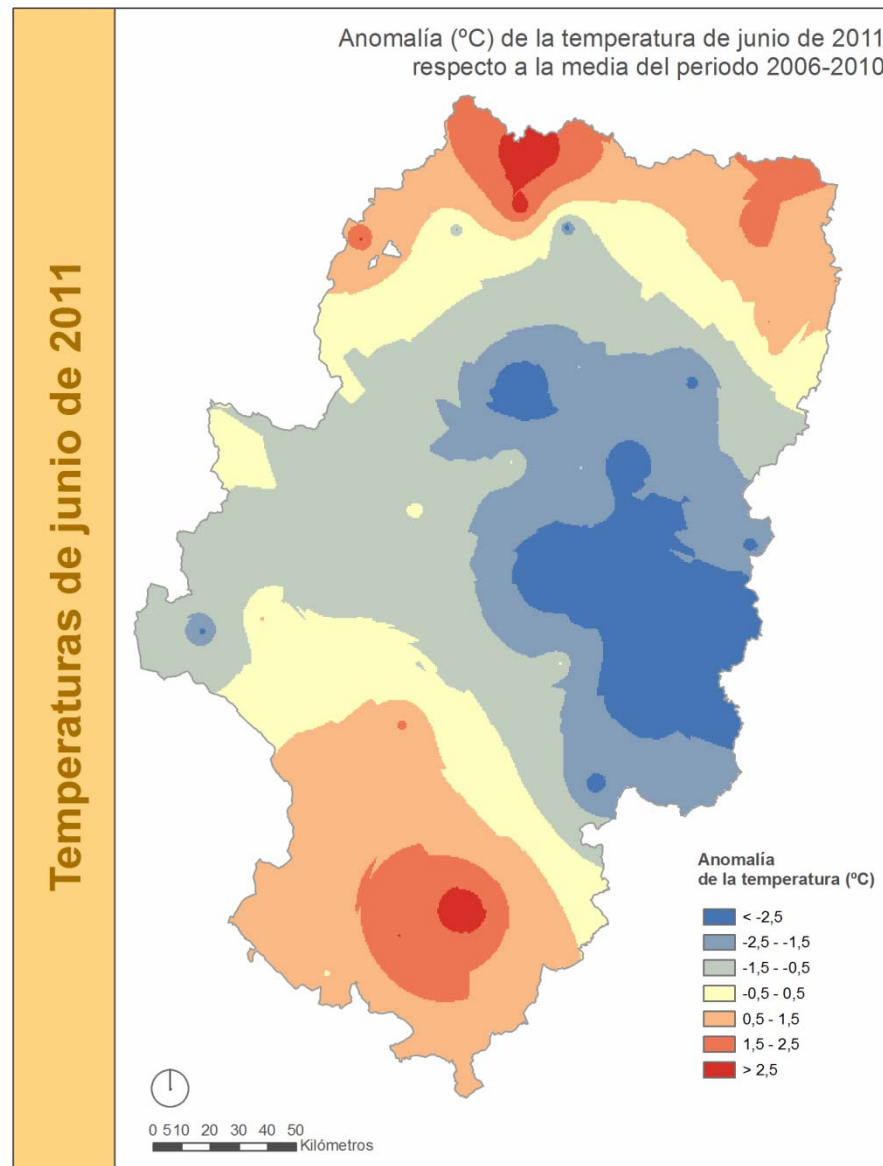 Temperaturas de junio de 2011
Anomalía (ºC) de la temperatura de junio de 2011
respecto a la media del periodo 2006-2010
Anomalía
de la temperatura (ºC)
< -2,5
-2,5 - -1,5
-1,5 - -0,5
-0,5 - 0,5
0,5 - 1,5
1,5 - 2,5
> 2,5
0 5 10 20 30 40 50
Kilómetros